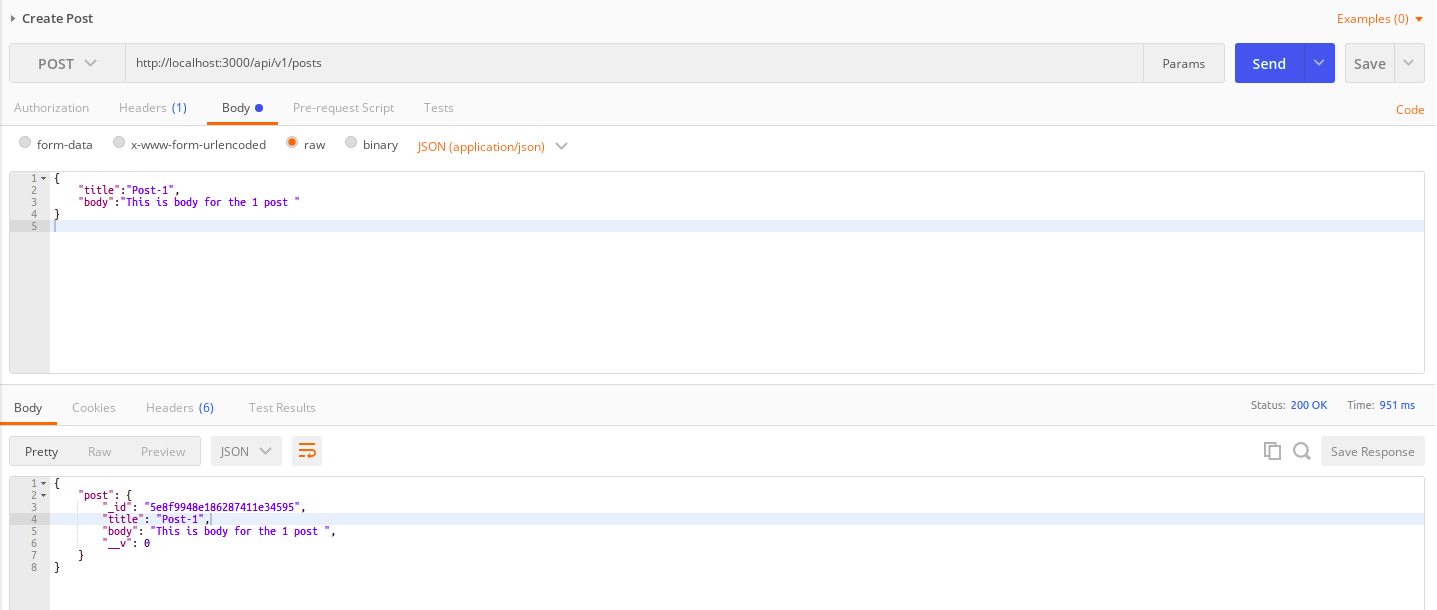 Create Post
Examples (0)
POST
http://localhost:3000/api/v1/posts
Params
Send
Save
Authorization
Headers (1)
Body
Pre-request Script
Tests
Code
form-data
x-www-form-urlencoded
raw
binary
JSON (application/json)
1 {
2 "title":"Post-1",
3 "body":"This is body for the 1 post "
4 }
5
Body
Cookies
Headers (6)
Test Results
Status: 200 OK
Time: 951 ms
Pretty
Raw
Preview
JSON
Save Response
1 {
2 "post": {
3 "_id": "5e8f9948e186287411e34595",
4 "title": "Post-1",
5 "body": "This is body for the 1 post ",
6 "__v": 0
7 }
8 }